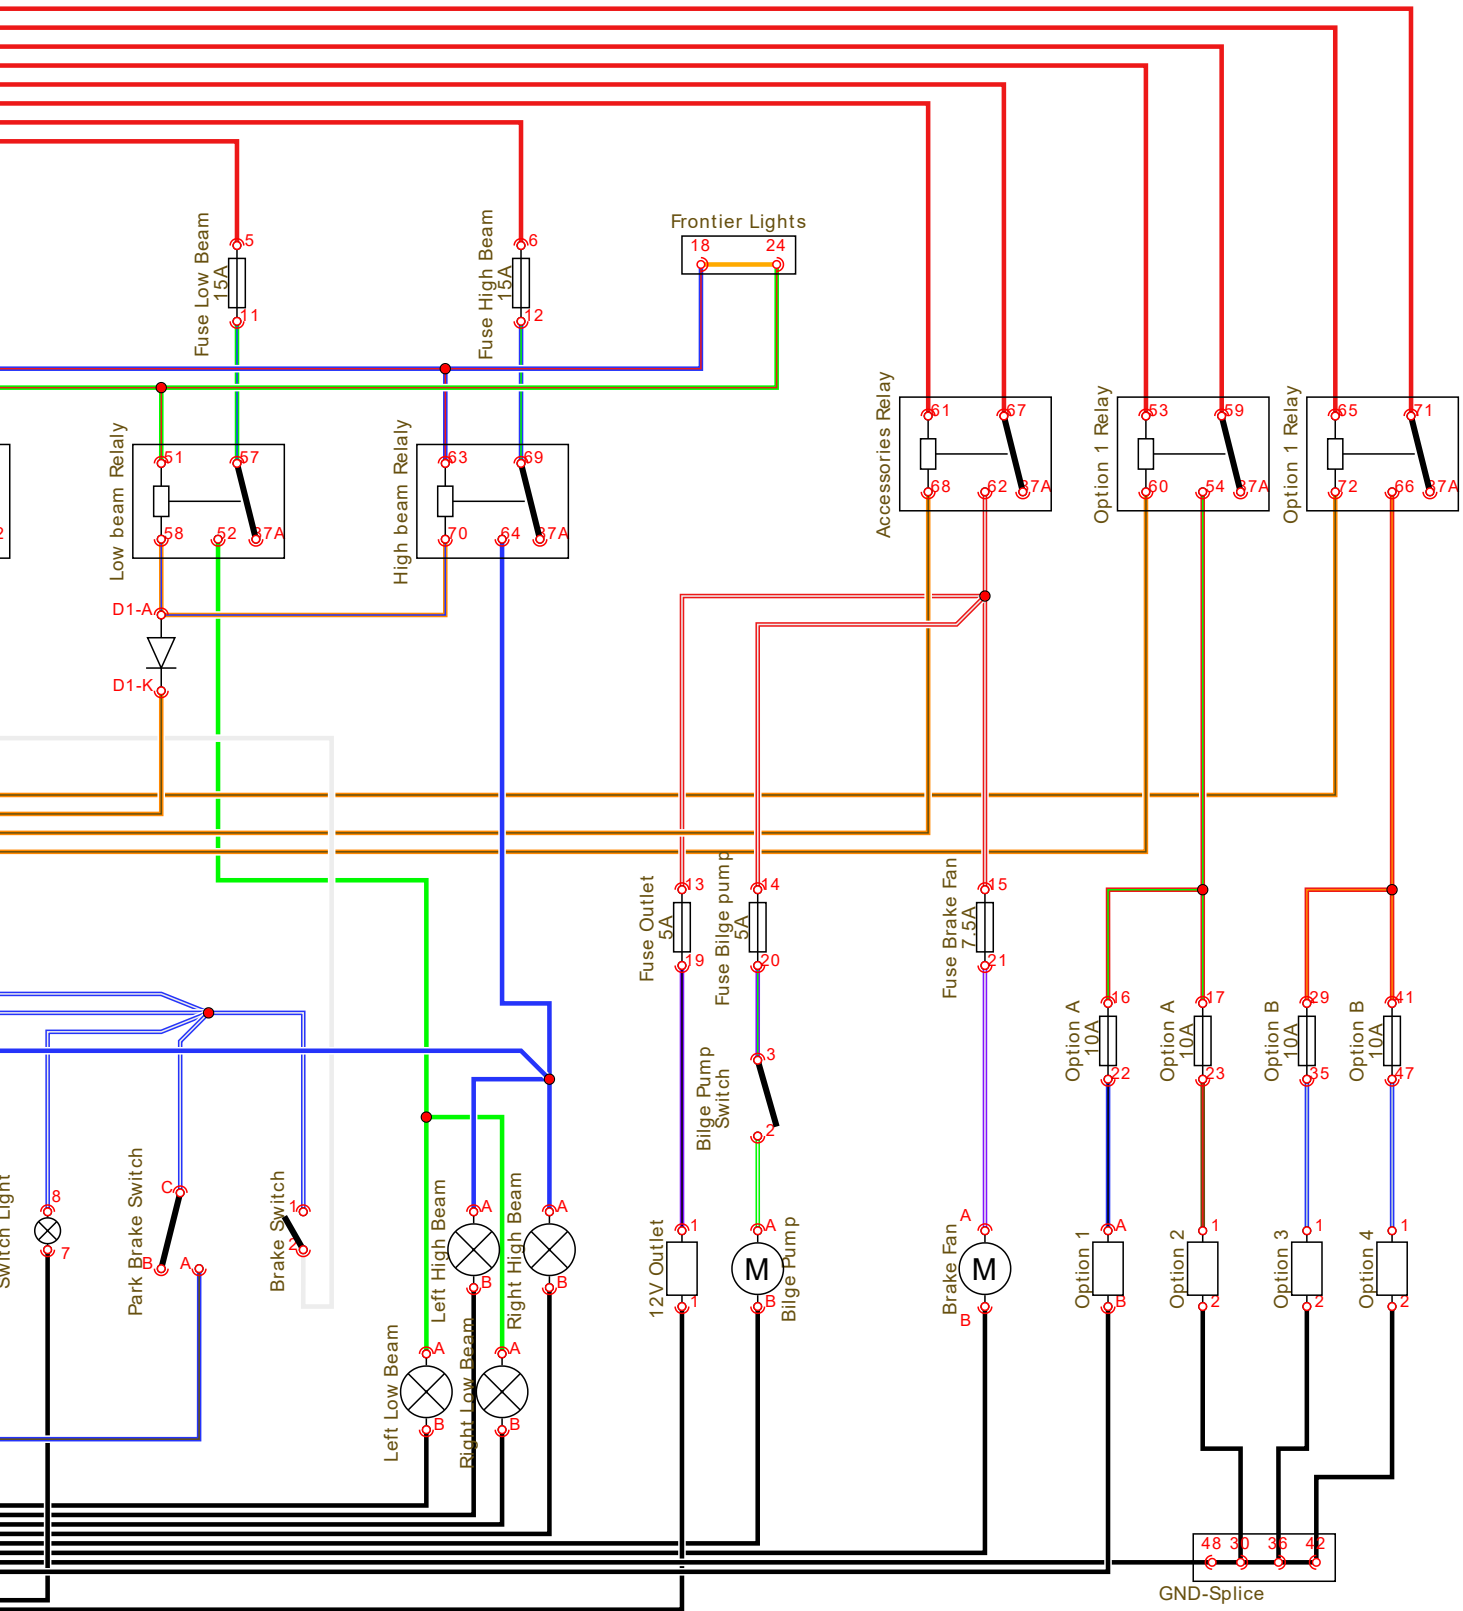 Frontier Lights
18 24
5
6
Fuse Low Beam
15A
Fuse High Beam
15A
11
12
Accessories Relay
61 67
68 62 87A
Option 1 Relay
53 59
60 54 87A
Option 1 Relay
65 71
72 66 87A
Low beam Relaly
51 57
58 52 87A
High beam Relaly
63 69
70 64 87A
2
D1-A
D1-K
Fuse Outlet
5A
13
19
Fuse Bilge pump
5A
14
20
Fuse Brake Fan
7.5A
15
21
Option A
10A
16
22
Option A
10A
17
23
Option B
10A
29
35
Option B
10A
41
47
Bilge Pump
Switch
3
2
Switch Light
8
7
Park Brake Switch
C
B A
Brake Switch
1
2
Left High Beam
A
B
Right High Beam
A
B
Left Low Beam
A
B
Right Low Beam
A
B
12V Outlet
1
1
Bilge Pump
A
M
B
Brake Fan
A
M
B
Option 1
A
B
Option 2
1
2
Option 3
1
2
Option 4
1
2
48 30 36 42
GND-Splice